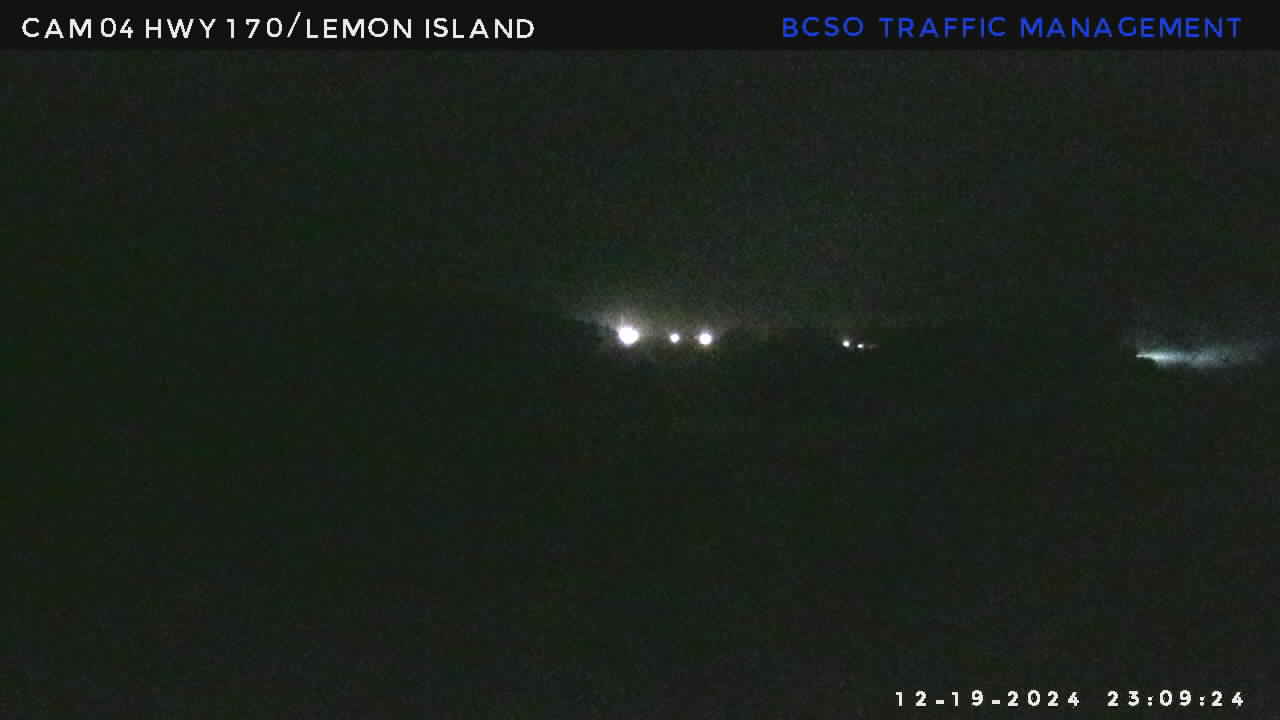 CAM04 HWY 170/LEMON ISLAND
BCSO TRAFFIC MANAGEMENT
12-19-2024 23:09:24